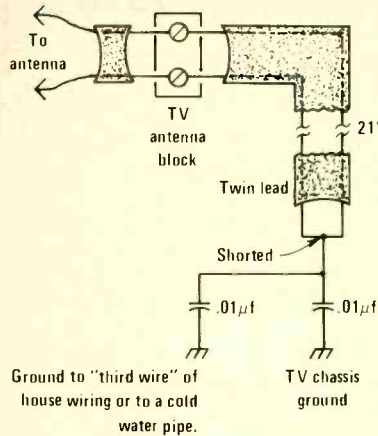 To
antenna
TV
antenna
block
21"
Twin lead
Shorted
.01μf
.01μf
Ground to "third wire" of
house wiring or to a cold
water pipe.
TV chassis
ground